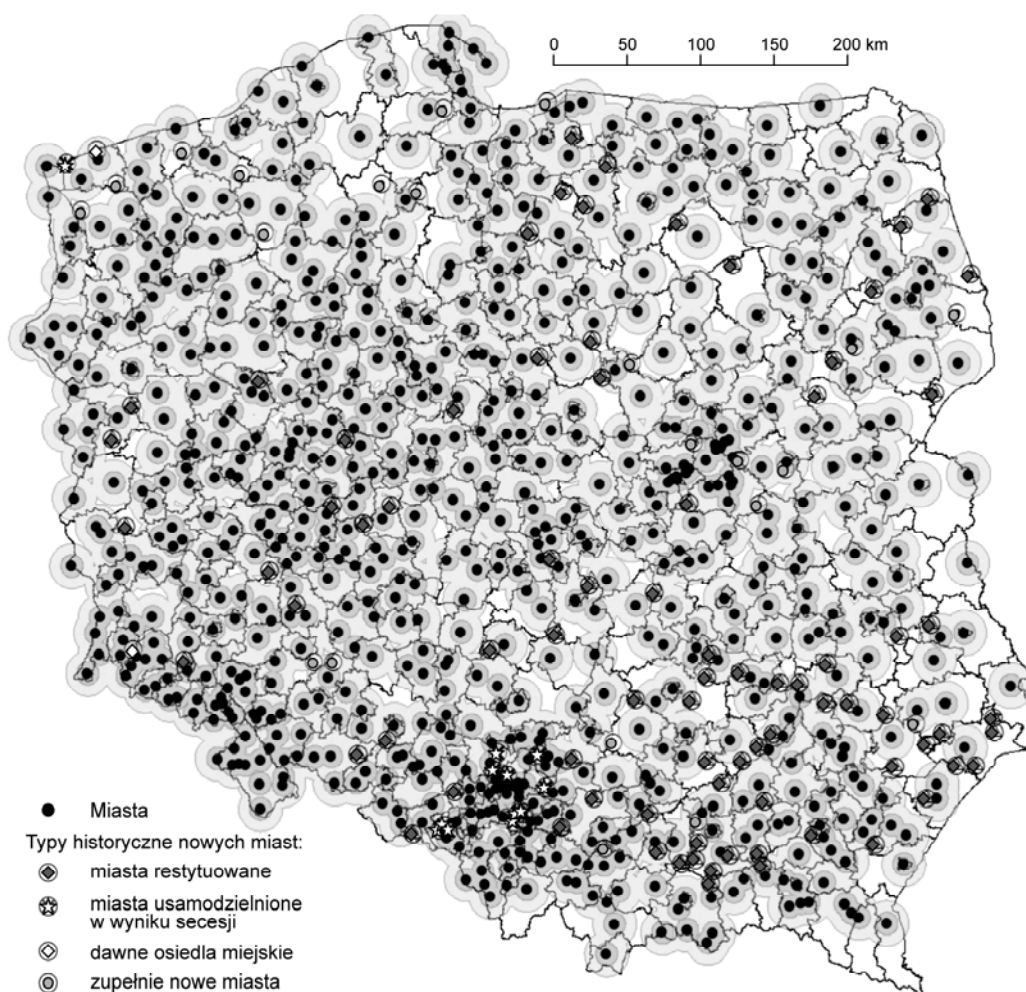 0 50 100 150 200 km
Miasta
Typy historyczne nowych miast:
miasta restytuowane
miasta usamodzielnione
w wyniku secesji
dawne osiedla miejskie
zupełnie nowe miasta